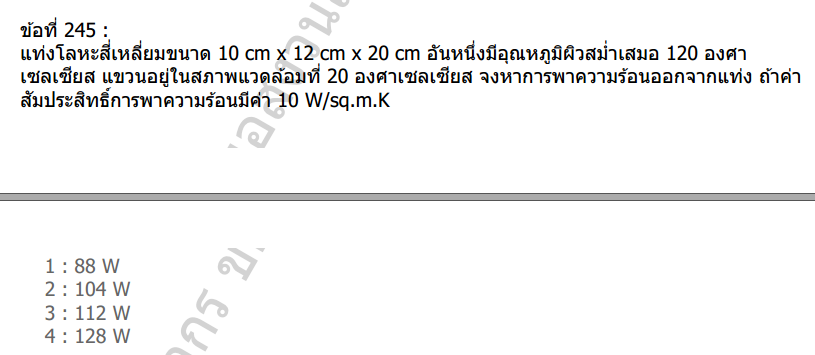 ข้อที่ 245 :
แท่งโลหะสี่เหลี่ยมขนาด 10 cm x 12 cm x 20 cm อันหนึ่งมีอุณหภูมิผิวสม่ำเสมอ 120 องศา
เซลเซียส แขวนอยู่ในสภาพแวดล้อมที่ 20 องศาเซลเซียส จงหาการพาความร้อนออกจากแท่ง ถ้าค่า
สัมประสิทธิ์การพาความร้อนมีค่า 10 W/sq.m.K
1 : 88 W
2 : 104 W
3 : 112 W
4 : 128 W